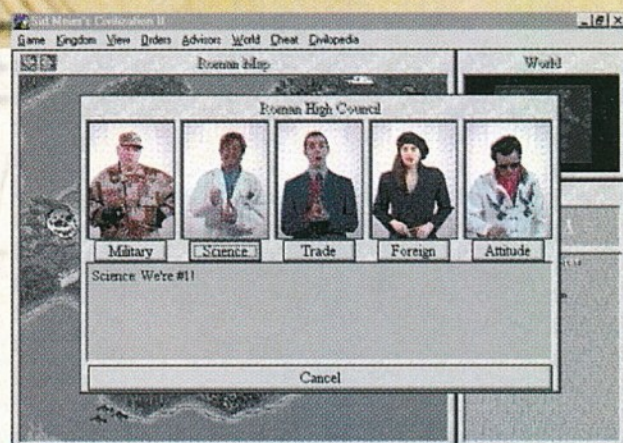 Sid Meier's Civilization II
Game Kingdom View Orders Advisors World Cheat Civilopedia
Roman Map
World
Roman High Council
Military
Science
Trade
Foreign
Attitude
Science: We're #1!
Cancel